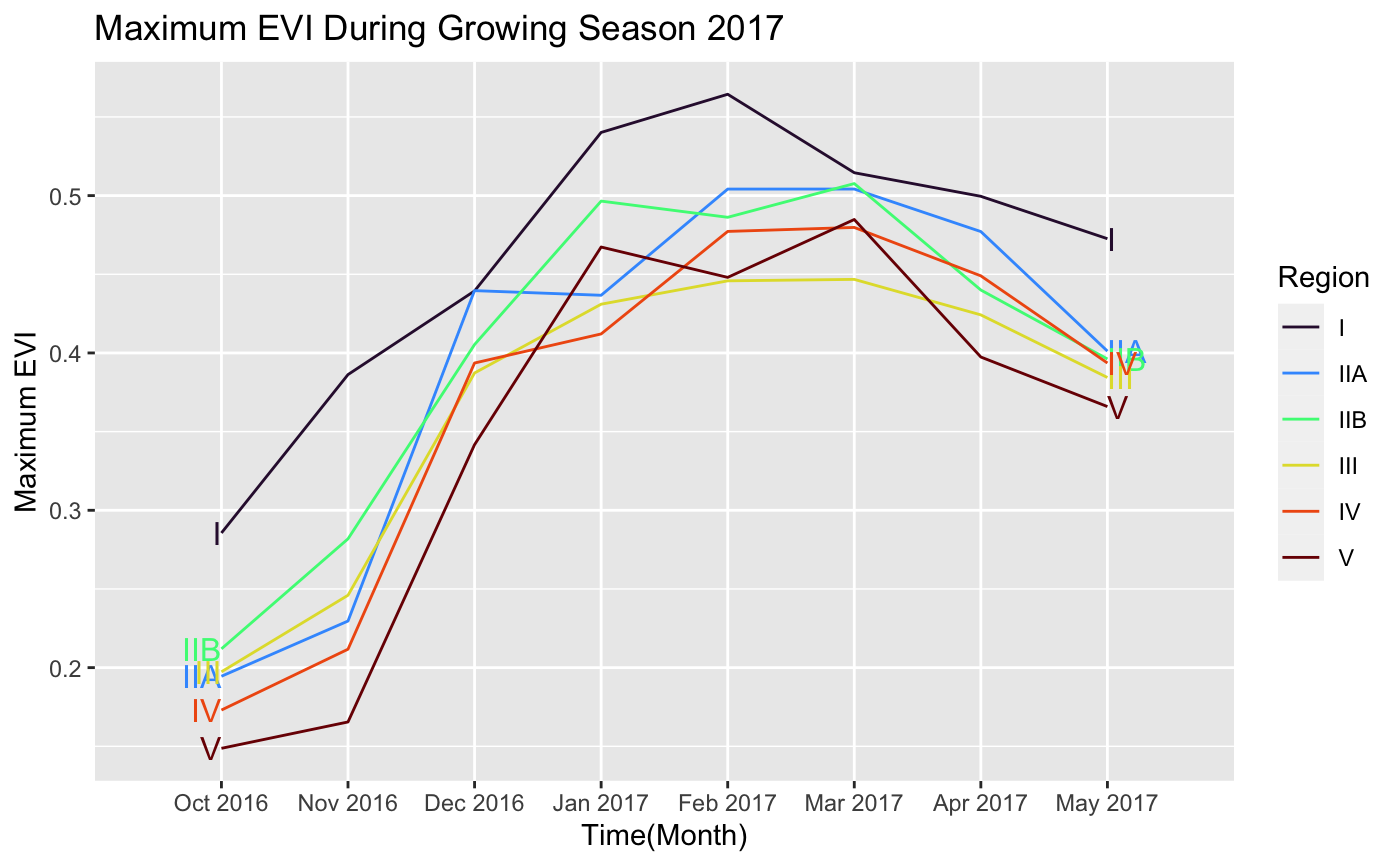 Maximum EVI During Growing Season 2017
Maximum EVI
0.5
0.4
0.3
0.2
I
IIB
III
IIA
IV
V
I
IIA
IIB
IV
III
V
Oct 2016 Nov 2016 Dec 2016 Jan 2017 Feb 2017 Mar 2017 Apr 2017 May 2017
Time(Month)
Region
I
IIA
IIB
III
IV
V